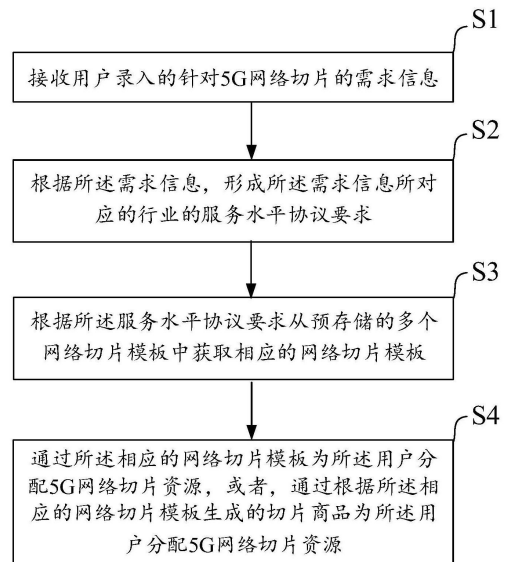 S1
接收用户录入的针对5G网络切片的需求信息
S2
根据所述需求信息，形成所述需求信息所对
应的行业的服务水平协议要求
S3
根据所述服务水平协议要求从预存储的多个
网络切片模板中获取相应的网络切片模板
S4
通过所述相应的网络切片模板为所述用户分
配5G网络切片资源，或者，通过根据所述相
应的网络切片模板生成的切片商品为所述用
户分配5G网络切片资源